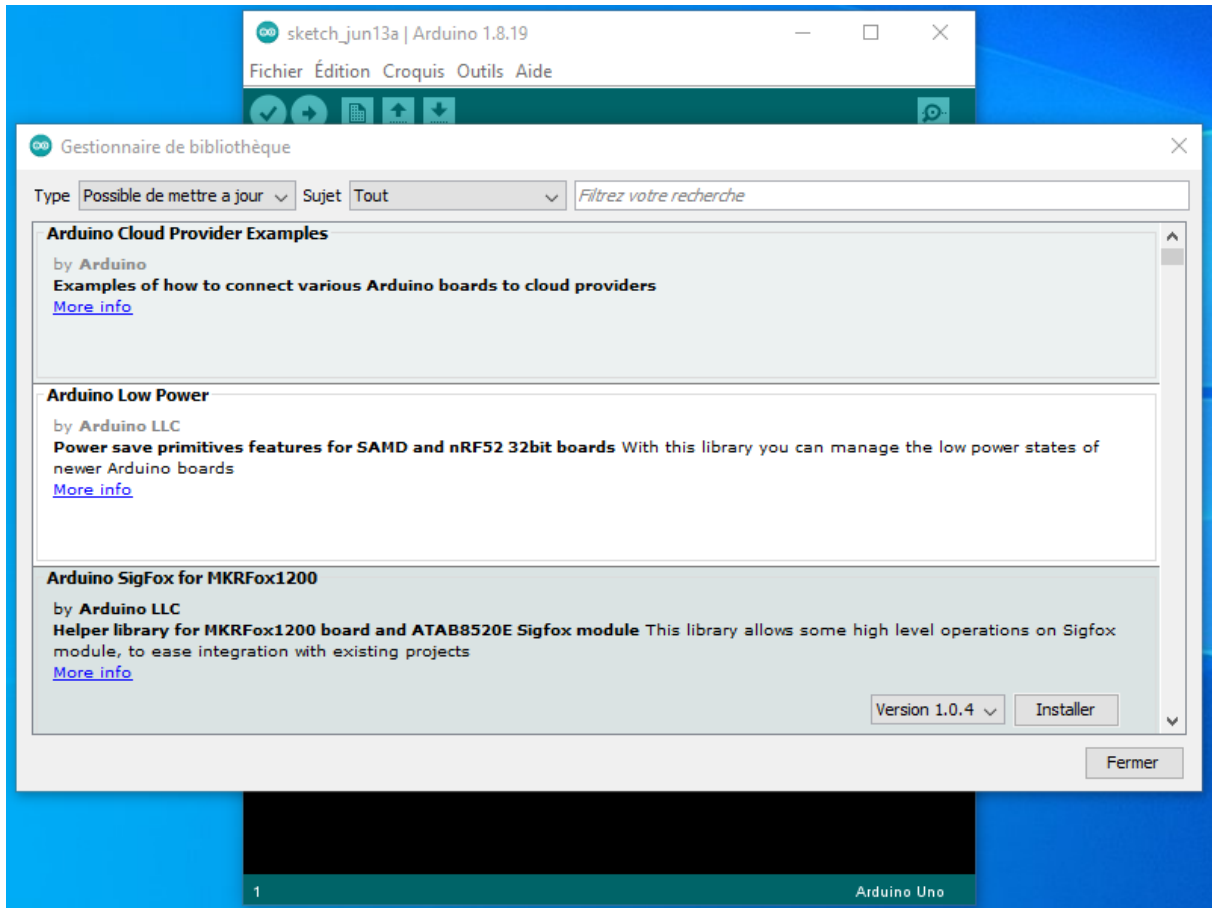 sketch_jun13a | Arduino 1.8.19
Fichier Édition Croquis Outils Aide
Gestionnaire de bibliothèque
Type Possible de mettre a jour Sujet Tout Filtrez votre recherche
Arduino Cloud Provider Examples
by Arduino
Examples of how to connect various Arduino boards to cloud providers
More info
Arduino Low Power
by Arduino LLC
Power save primitives features for SAMD and nRF52 32bit boards With this library you can manage the low power states of
newer Arduino boards
More info
Arduino SigFox for MKRFox1200
by Arduino LLC
Helper library for MKRFox1200 board and ATAB8520E Sigfox module This library allows some high level operations on Sigfox
module, to ease integration with existing projects
More info
Version 1.0.4 Installer
Fermer
1 Arduino Uno